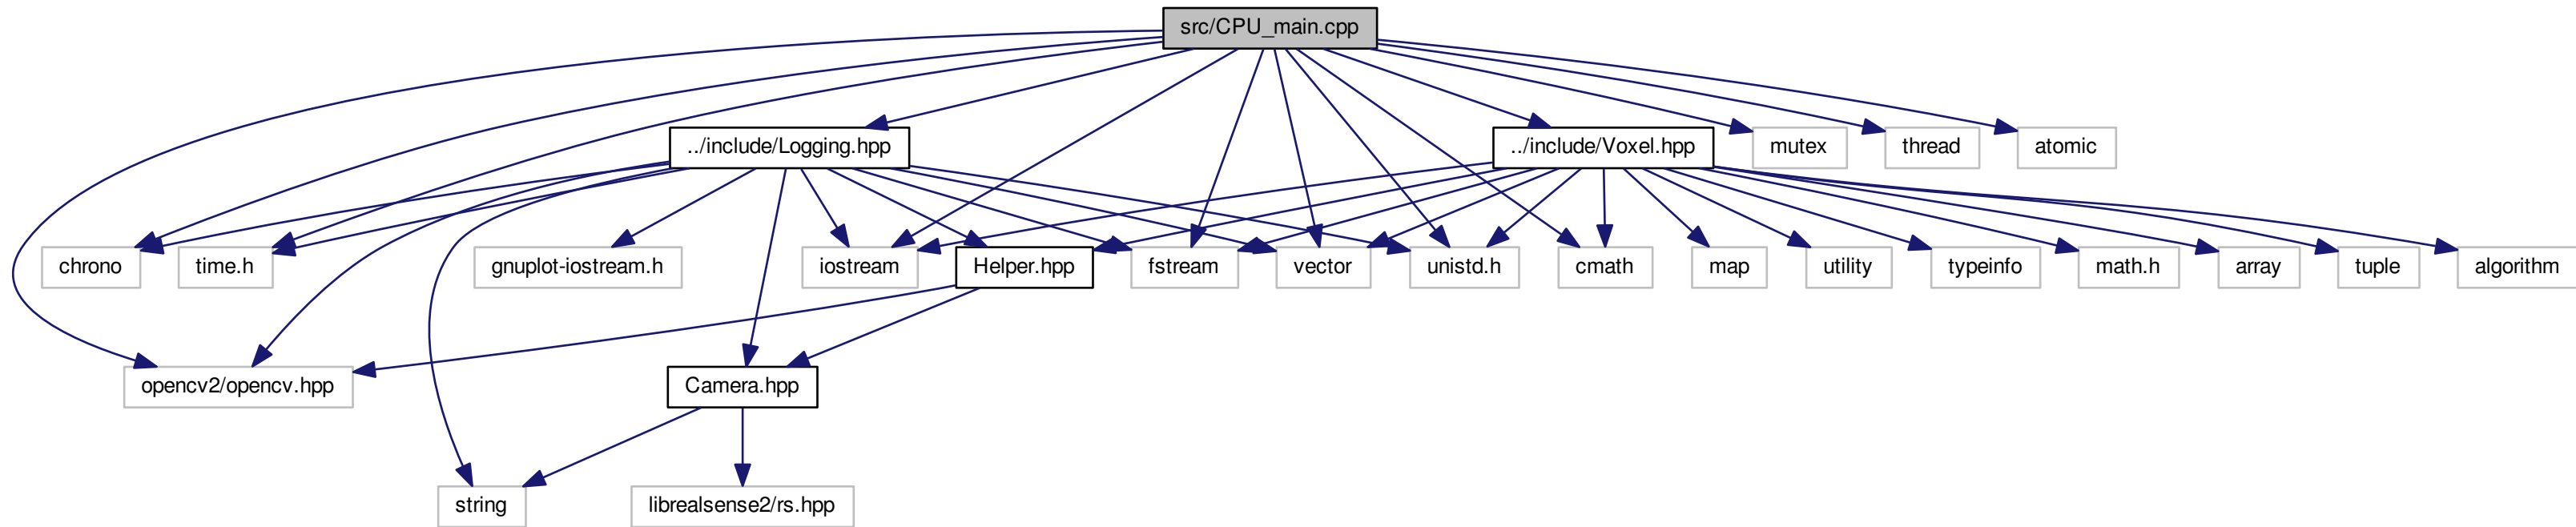 src/CPU_main.cpp
../include/Logging.hpp
../include/Voxel.hpp
mutex
thread
atomic
chrono
time.h
gnuplot-iostream.h
iostream
Helper.hpp
fstream
vector
unistd.h
cmath
map
utility
typeinfo
math.h
array
tuple
algorithm
opencv2/opencv.hpp
Camera.hpp
string
librealsense2/rs.hpp